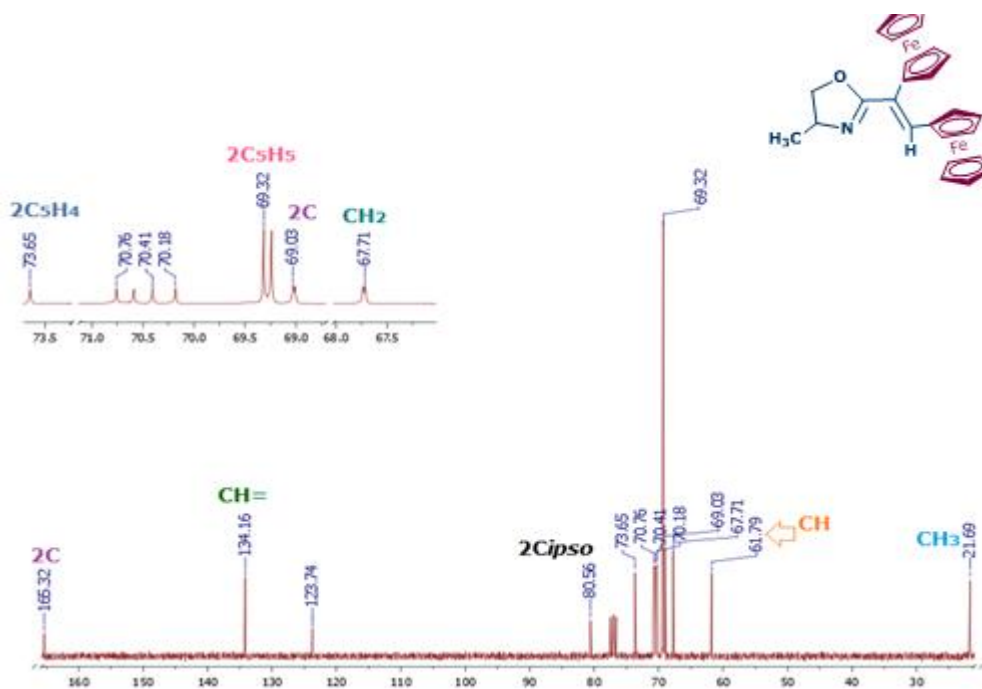 Fe
O
N
H₃C
H
Fe
2C₅H₅
2C₅H₄
2C
CH₂
73.65
70.76
70.41
70.18
69.32
69.03
67.71
73.5
71.0
70.5
70.0
69.5
69.0
68.0
67.5
69.32
CH=
2Cipso
CH
CH₃
2C
165.32
134.16
123.74
80.56
73.65
70.76
70.41
70.18
69.03
67.71
61.79
21.69
160
150
140
130
120
110
100
90
80
70
60
50
40
30